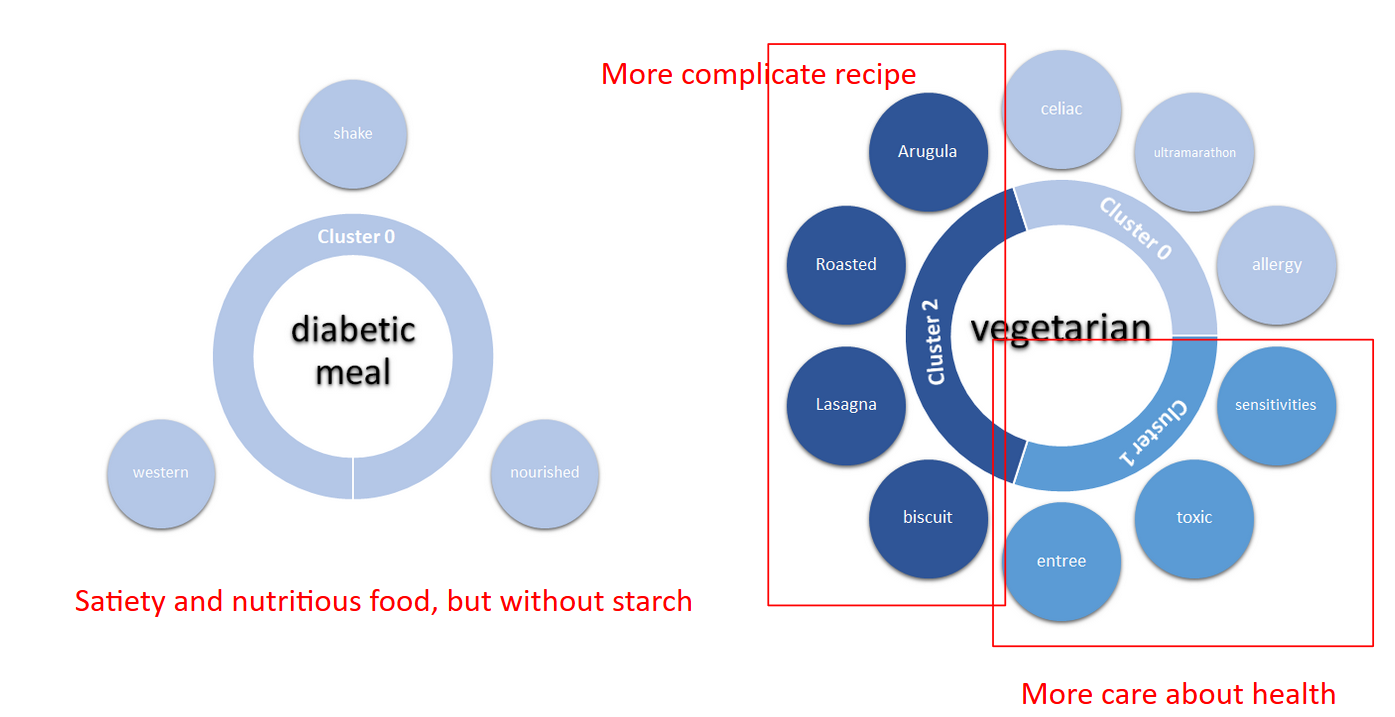 shake
Cluster 0
diabetic
meal
western
nourished
Satiety and nutritious food, but without starch
More complicate recipe
celiac
Arugula
ultramarathon
Cluster 0
Roasted
allergy
Cluster 2
vegetarian
Lasagna
sensitivities
Cluster 1
biscuit
toxic
entree
More care about health